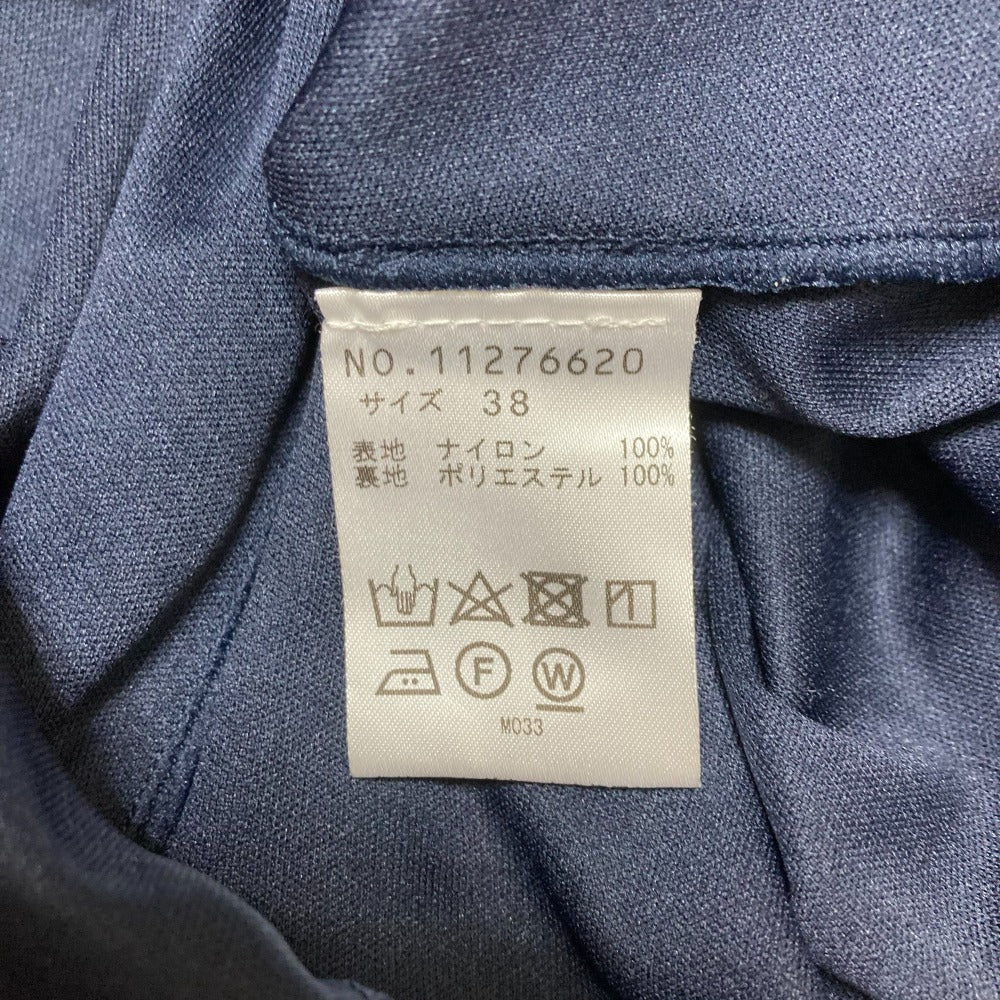 NO.11276620
サイズ 38
表地 ナイロン 100%
裏地 ポリエステル 100%
F W
M033